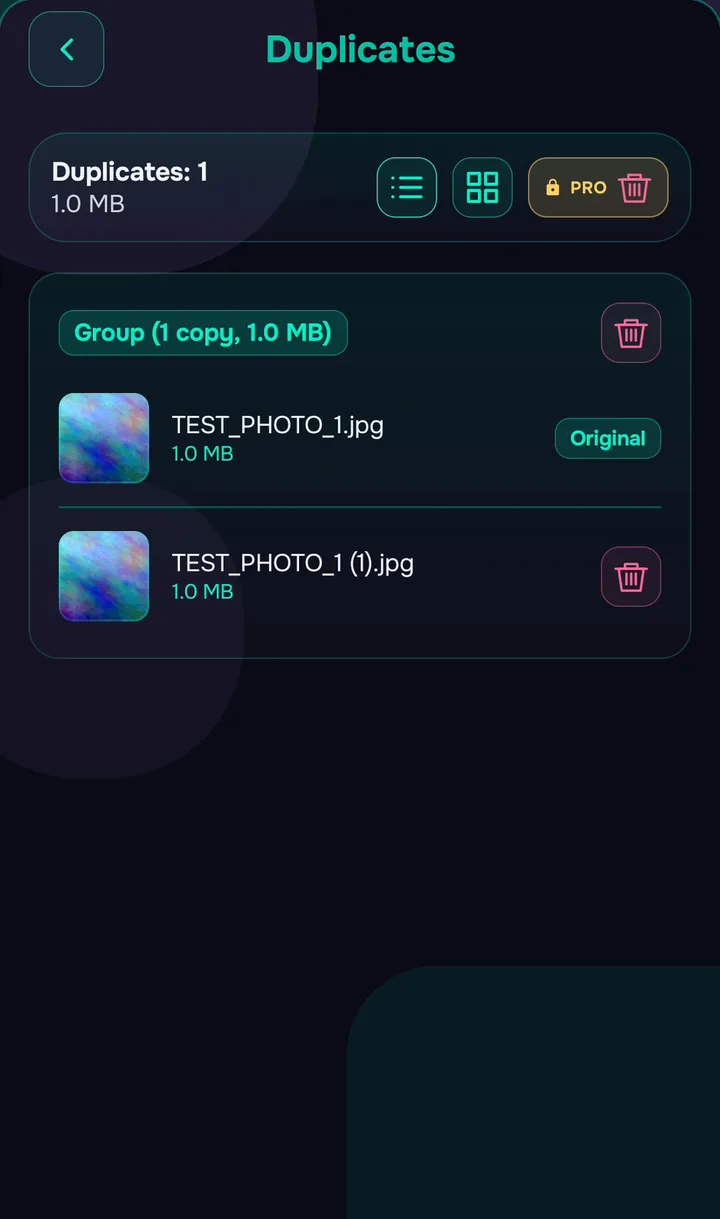 Duplicates
Duplicates: 1
1.0 MB
PRO
Group (1 copy, 1.0 MB)
TEST_PHOTO_1.jpg
1.0 MB
Original
TEST_PHOTO_1 (1).jpg
1.0 MB